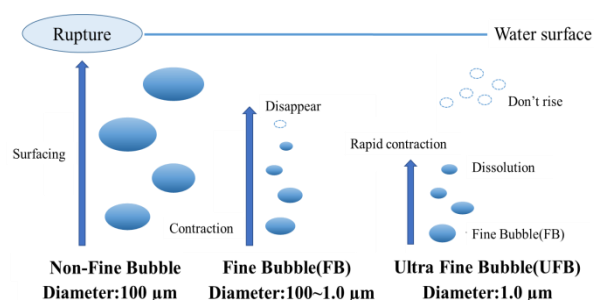 Rupture
Water surface
Disappear
Don't rise
Surfacing
Rapid contraction
Dissolution
Contraction
Fine Bubble(FB)
Non-Fine Bubble
Diameter:100 µm
Fine Bubble(FB)
Diameter:100~1.0 µm
Ultra Fine Bubble(UFB)
Diameter:1.0 µm